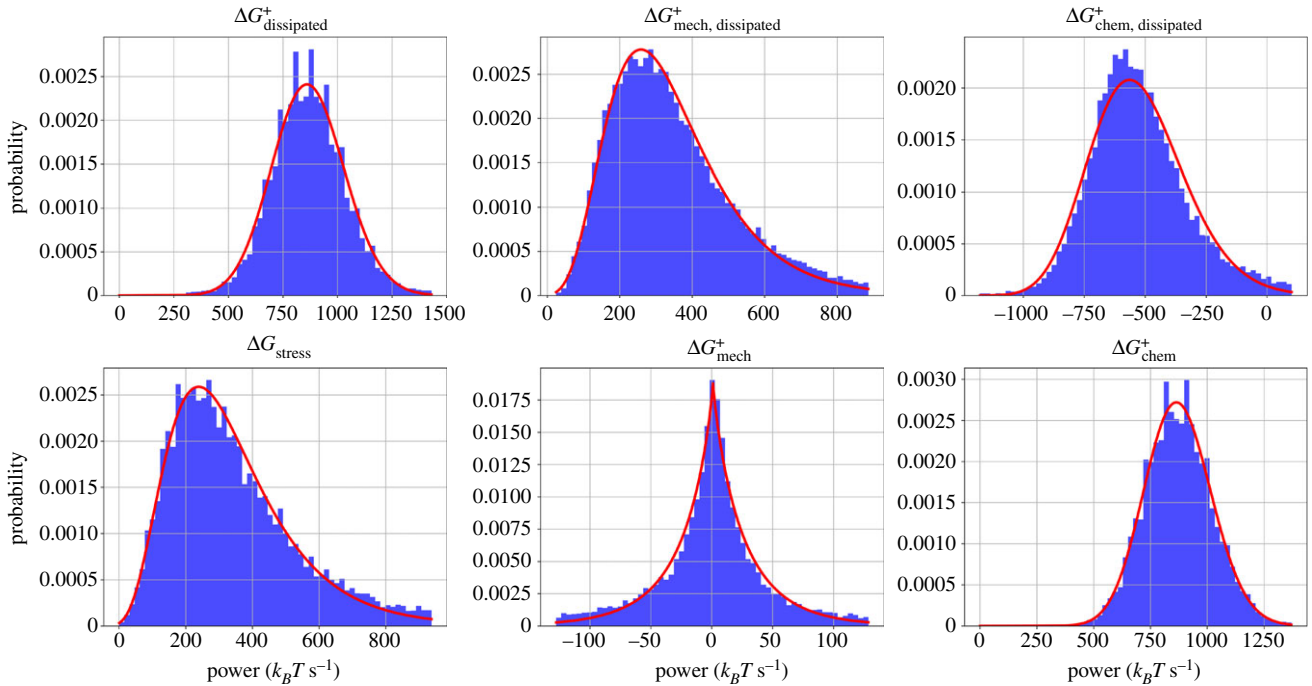 ΔG⁺dissipated
ΔG⁺mech, dissipated
ΔG⁺chem, dissipated
probability
0.0025
0.0020
0.0015
0.0010
0.0005
0
0 250 500 750 1000 1250 1500
0.0025
0.0020
0.0015
0.0010
0.0005
0
0 200 400 600 800
0.0020
0.0015
0.0010
0.0005
0
−1000 −750 −500 −250 0
ΔGstress
ΔG⁺mech
ΔG⁺chem
probability
0.0025
0.0020
0.0015
0.0010
0.0005
0
0 200 400 600 800
power (kBT s⁻¹)
0.0175
0.0150
0.0125
0.0100
0.0075
0.0050
0.0025
0
−100 −50 0 50 100
power (kBT s⁻¹)
0.0030
0.0025
0.0020
0.0015
0.0010
0.0005
0
0 250 500 750 1000 1250
power (kBT s⁻¹)